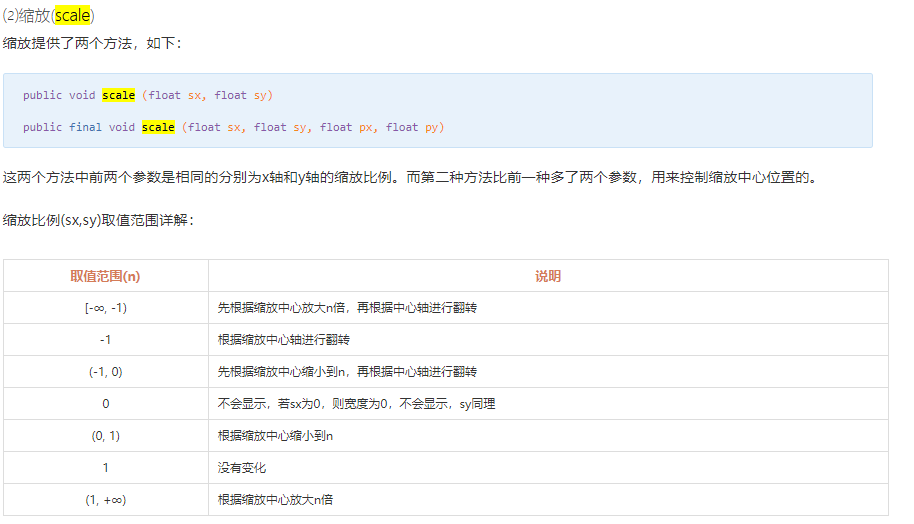 ⑵缩放(scale)
缩放提供了两个方法，如下：
public void scale (float sx, float sy)
public final void scale (float sx, float sy, float px, float py)
这两个方法中前两个参数是相同的分别为x轴和y轴的缩放比例。而第二种方法比前一种多了两个参数，用来控制缩放中心位置的。
缩放比例(sx,sy)取值范围详解：
取值范围(n) 说明
[-∞, -1) 先根据缩放中心放大n倍，再根据中心轴进行翻转
-1 根据缩放中心轴进行翻转
(-1, 0) 先根据缩放中心缩小到n，再根据中心轴进行翻转
0 不会显示，若sx为0，则宽度为0，不会显示，sy同理
(0, 1) 根据缩放中心缩小到n
1 没有变化
(1, +∞) 根据缩放中心放大n倍